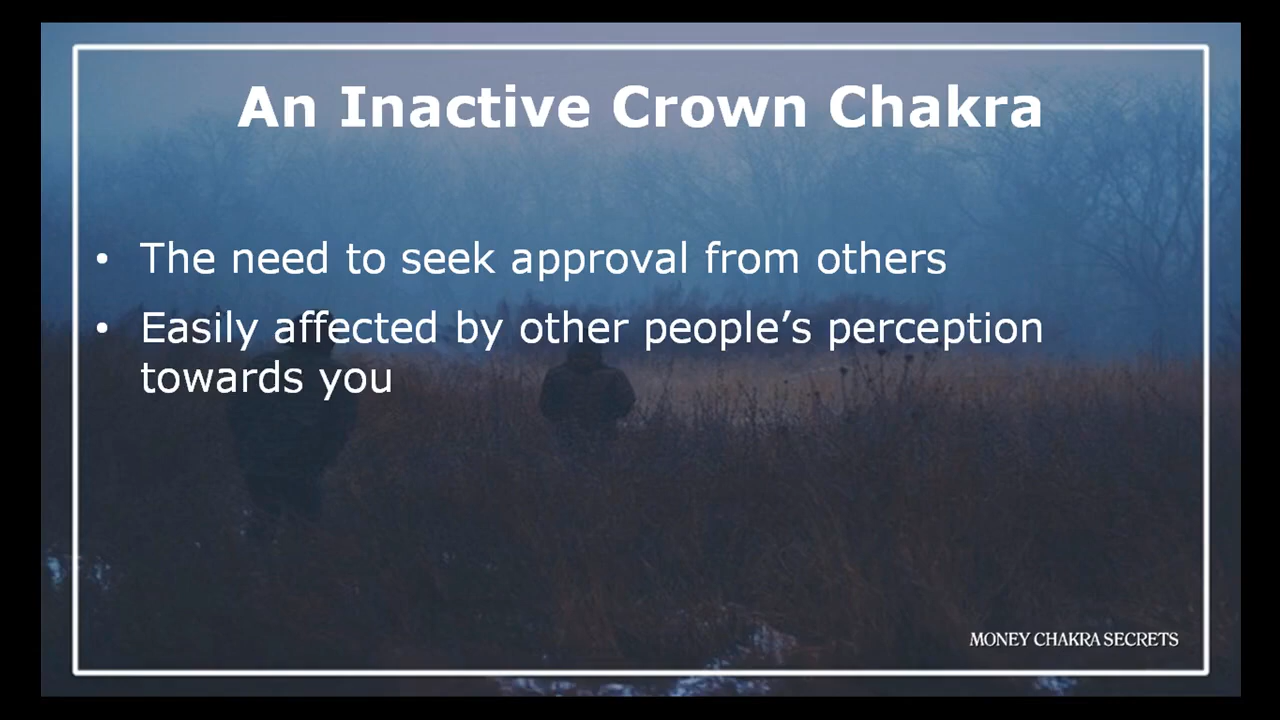 An Inactive Crown Chakra
• The need to seek approval from others
• Easily affected by other people’s perception
towards you
MONEY CHAKRA SECRETS